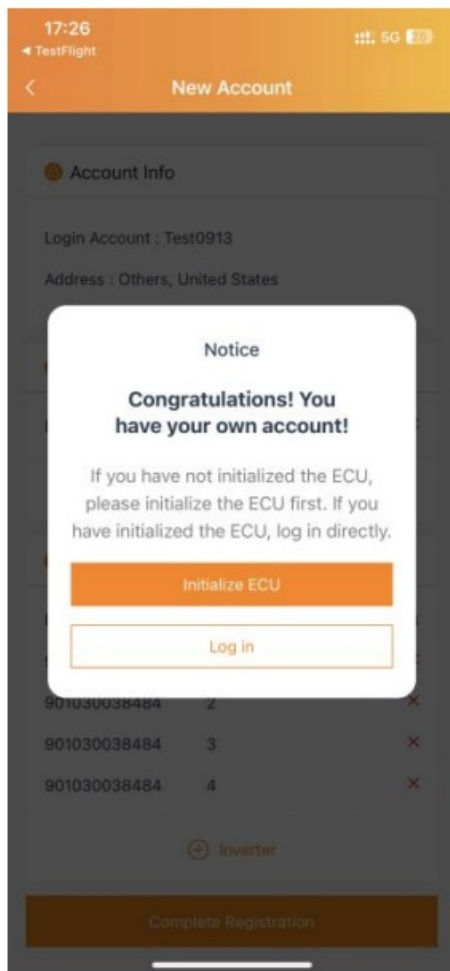 17:26
5G
◄ TestFlight
New Account
Account Info
Login Account : Test0913
Address : Others, United States
Notice
Congratulations! You
have your own account!
If you have not initialized the ECU,
please initialize the ECU first. If you
have initialized the ECU, log in directly.
Initialize ECU
Log in
901030038484 2
901030038484 3
901030038484 4
Inverter
Complete Registration